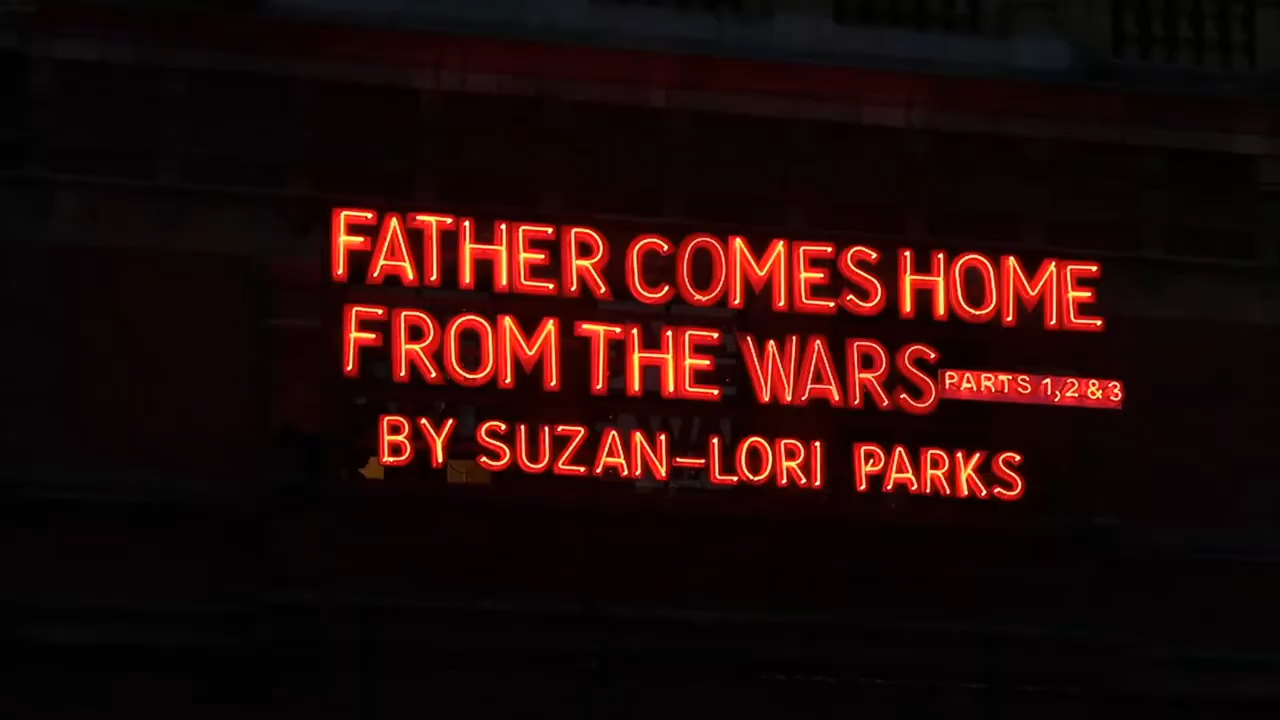 FATHER COMES HOME
FROM THE WARS PARTS 1,2 & 3
BY SUZAN-LORI PARKS